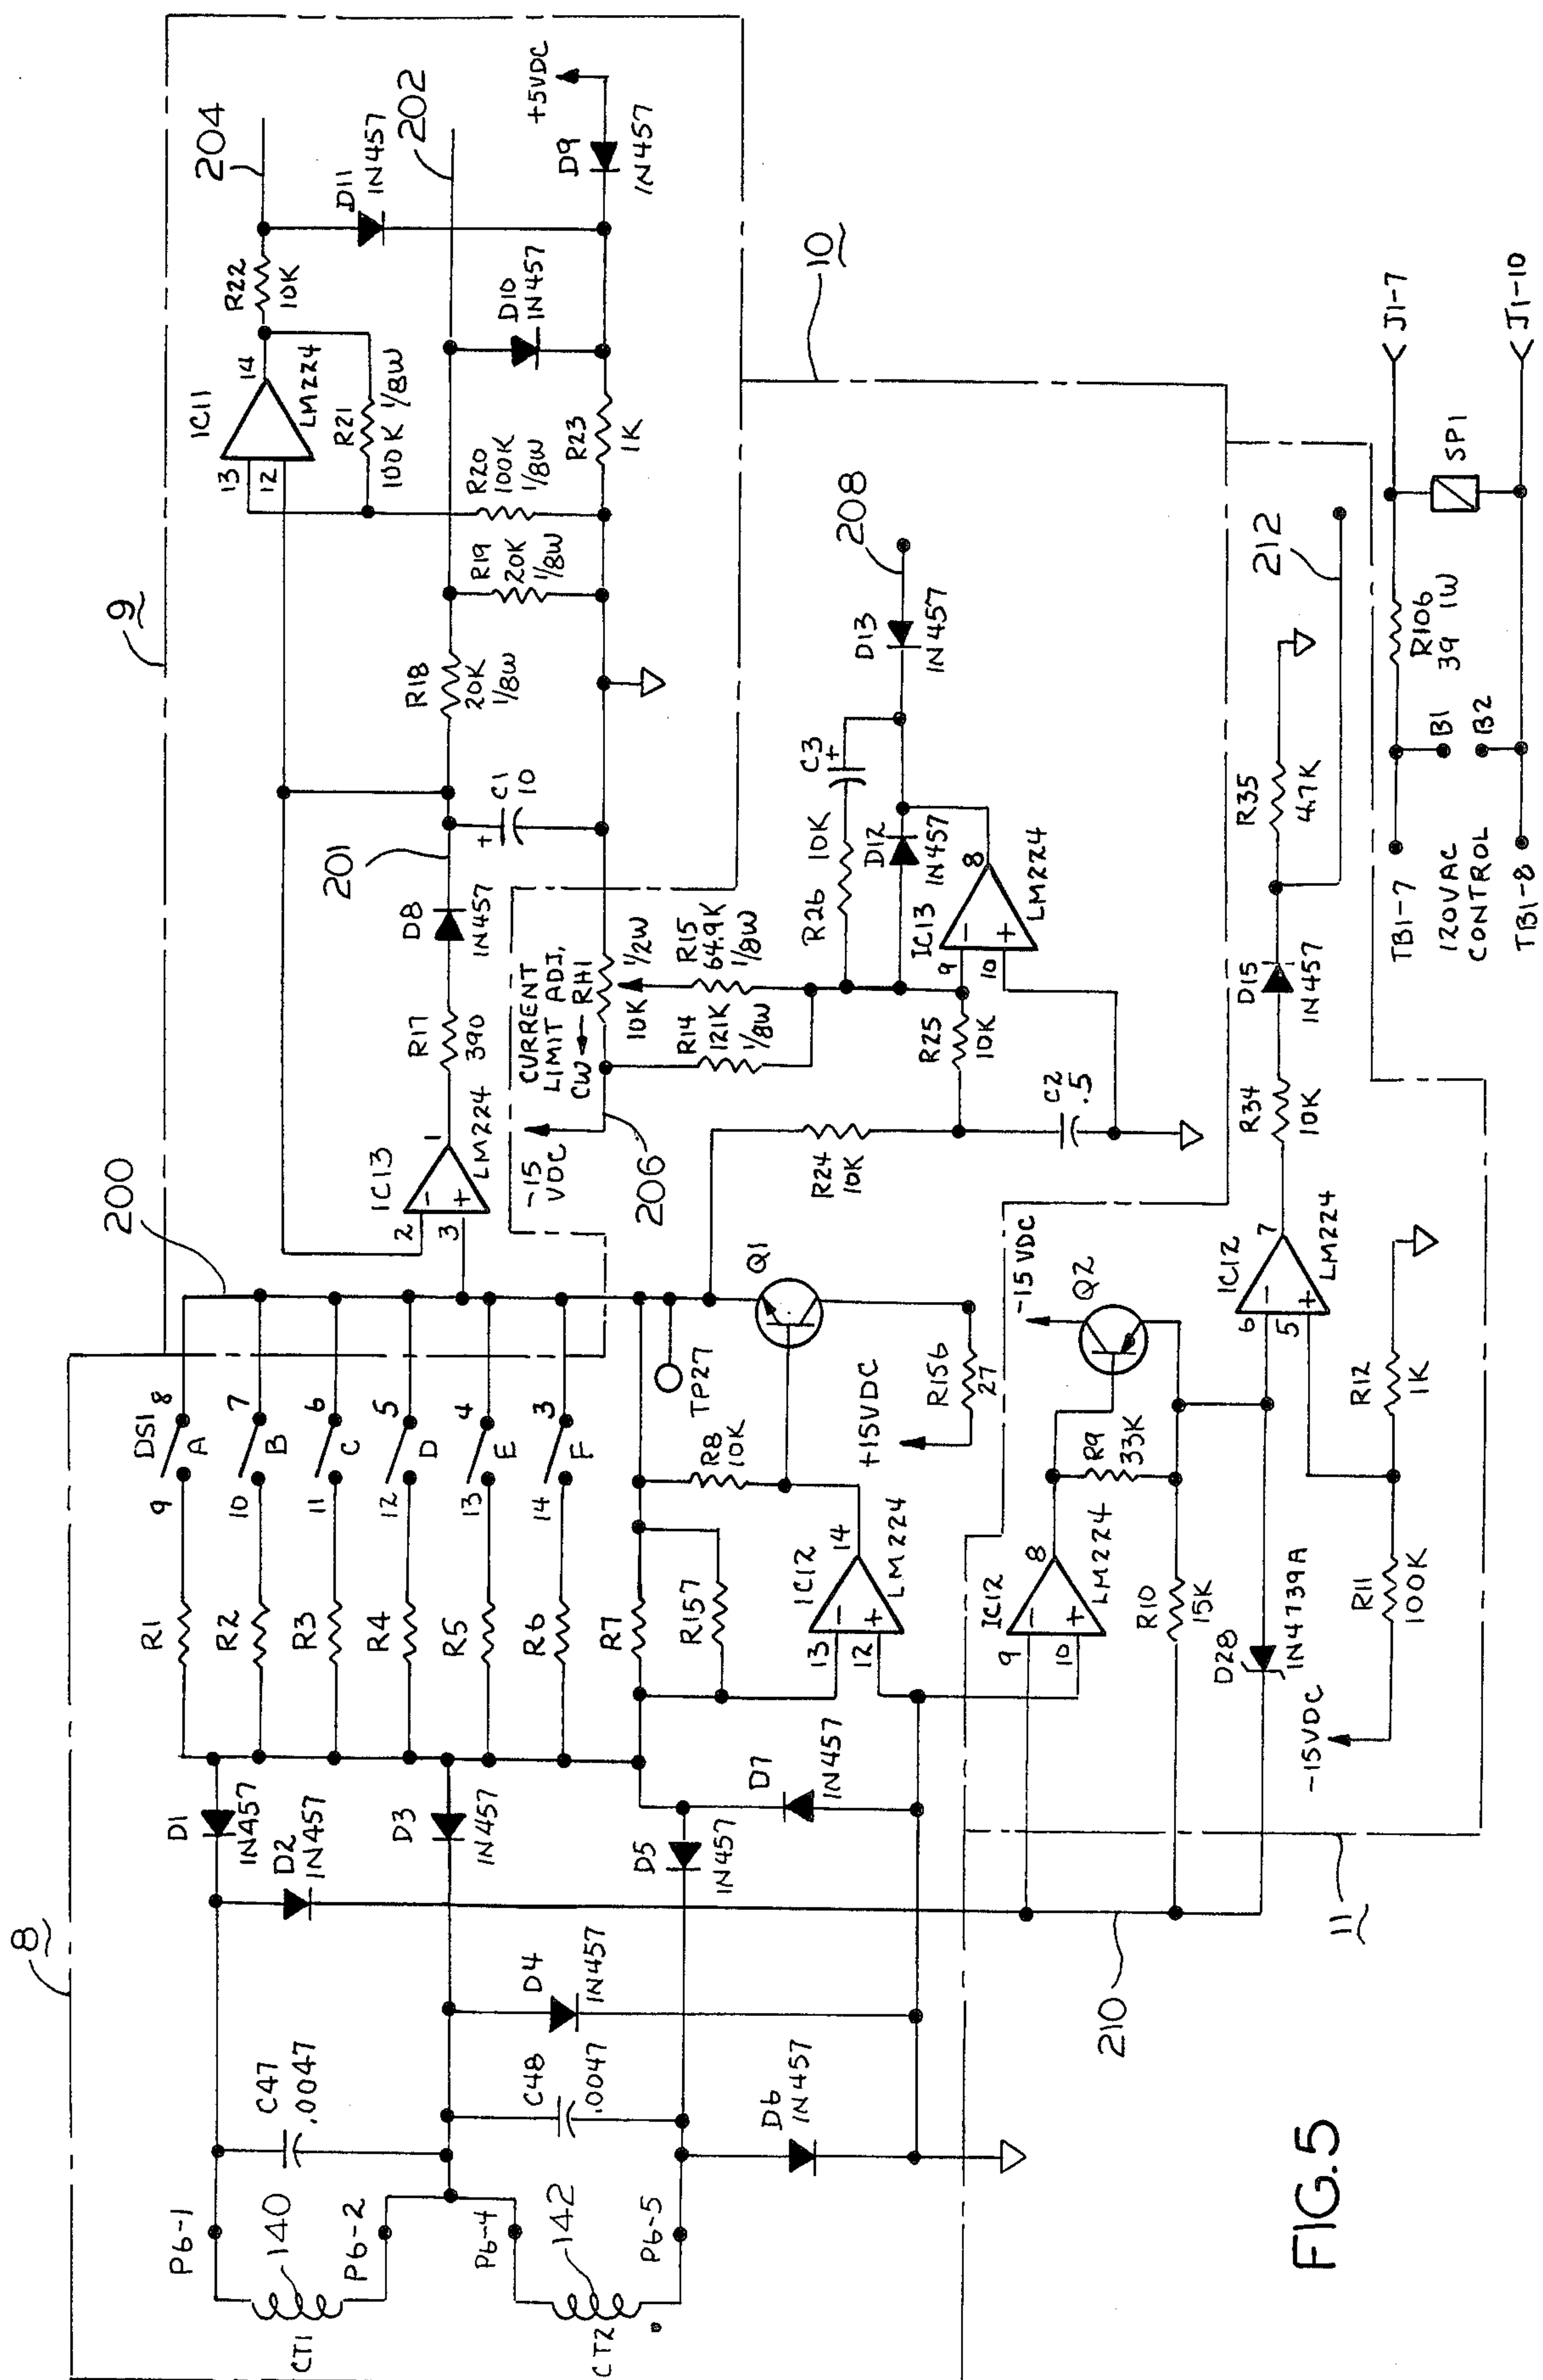 8
CT1
140
P6-1
P6-2
C47
.0047
CT2
142
P6-4
P6-5
C48
.0047
D1
1N457
D2
1N457
D3
1N457
D4
1N457
D5
1N457
D6
1N457
D7
1N457
R1
R2
R3
R4
R5
R6
R7
R157
DS1
9 A 8
10 B 7
11 C 6
12 D 5
13 E 4
14 F 3
200
TP27
R8
10K
IC12
13 -
12 +
14
LM224
Q1
+15VDC
R156
27
9
IC13
2 -
3 +
1
LM224
R17
390
D8
1N457
201
C1
+
10
R18
20K
1/8W
R19
20K
1/8W
R20
100K
1/8W
IC11
13
12
14
LM224
R21
100K 1/8W
R22
10K
204
D11
1N457
202
D10
1N457
R23
1K
D9
1N457
+5VDC
-15
VDC
206
CURRENT
LIMIT ADJ.
CW ← RH1
10K 1/2W
R14
121K
1/8W
R15
64.9K
1/8W
10
R24
10K
C2
.5
R25
10K
R26 10K
C3
+
D12
1N457
IC13
9 -
10 +
8
LM224
D13
1N457
208
210
11
IC12
9 -
10 +
8
LM224
R9
33K
R10
15K
Q2
-15VDC
D28
1N4739A
-15VDC
R11
100K
R12
1K
IC12
6 -
5 +
7
LM224
R34
10K
D15
1N457
R35
47K
212
TB1-7
120VAC
CONTROL
TB1-8
B1
B2
R106
39 1W
SP1
J1-7
J1-10
FIG.5